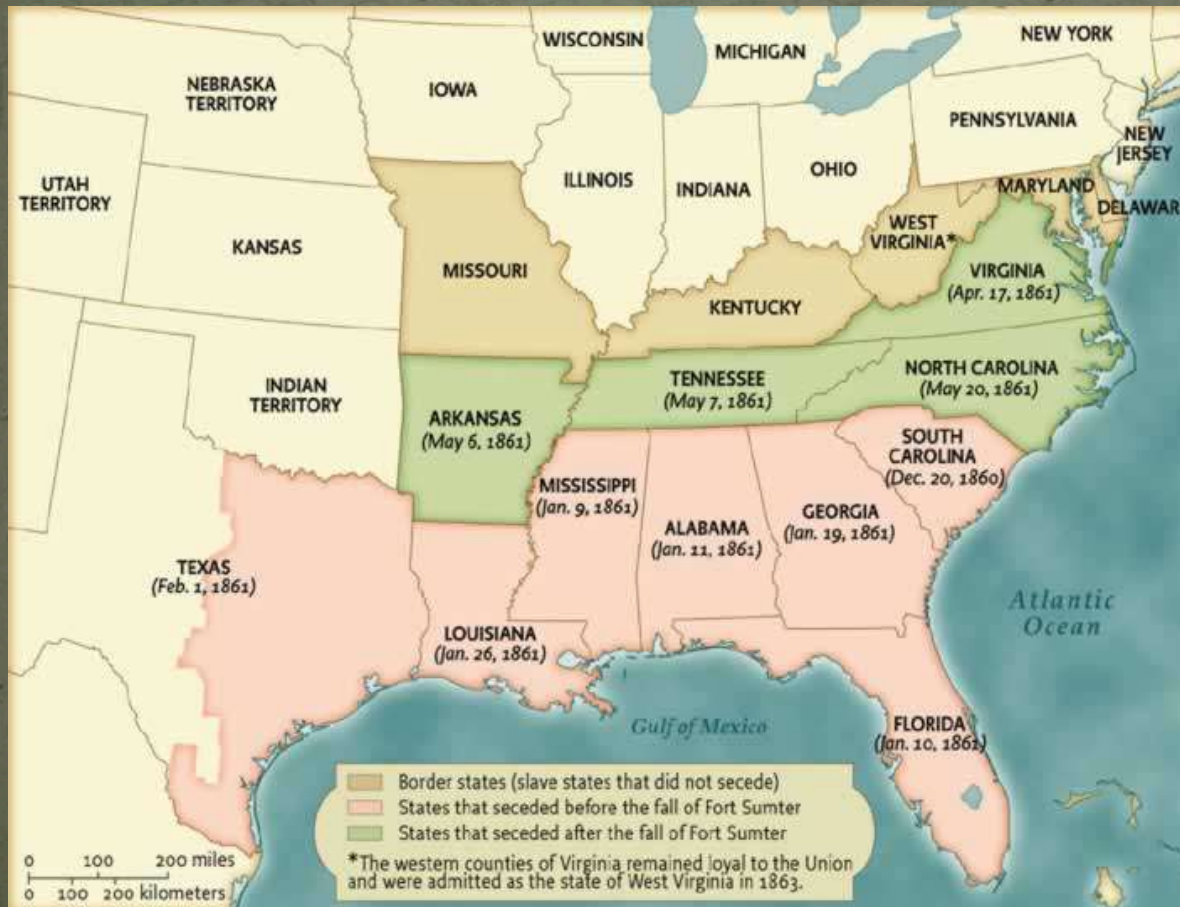 WISCONSIN
MICHIGAN
NEW YORK
NEBRASKA
TERRITORY
IOWA
PENNSYLVANIA
NEW
JERSEY
UTAH
TERRITORY
ILLINOIS
INDIANA
OHIO
MARYLAND
DELAWAR
KANSAS
MISSOURI
WEST
VIRGINIA*
VIRGINIA
(Apr. 17, 1861)
KENTUCKY
INDIAN
TERRITORY
ARKANSAS
(May 6, 1861)
TENNESSEE
(May 7, 1861)
NORTH CAROLINA
(May 20, 1861)
SOUTH
CAROLINA
(Dec. 20, 1860)
MISSISSIPPI
(Jan. 9, 1861)
ALABAMA
(Jan. 11, 1861)
GEORGIA
(Jan. 19, 1861)
TEXAS
(Feb. 1, 1861)
LOUISIANA
(Jan. 26, 1861)
Atlantic
Ocean
Gulf of Mexico
FLORIDA
(Jan. 10, 1861)
Border states (slave states that did not secede)
States that seceded before the fall of Fort Sumter
States that seceded after the fall of Fort Sumter
*The western counties of Virginia remained loyal to the Union
and were admitted as the state of West Virginia in 1863.
0 100 200 miles
0 100 200 kilometers